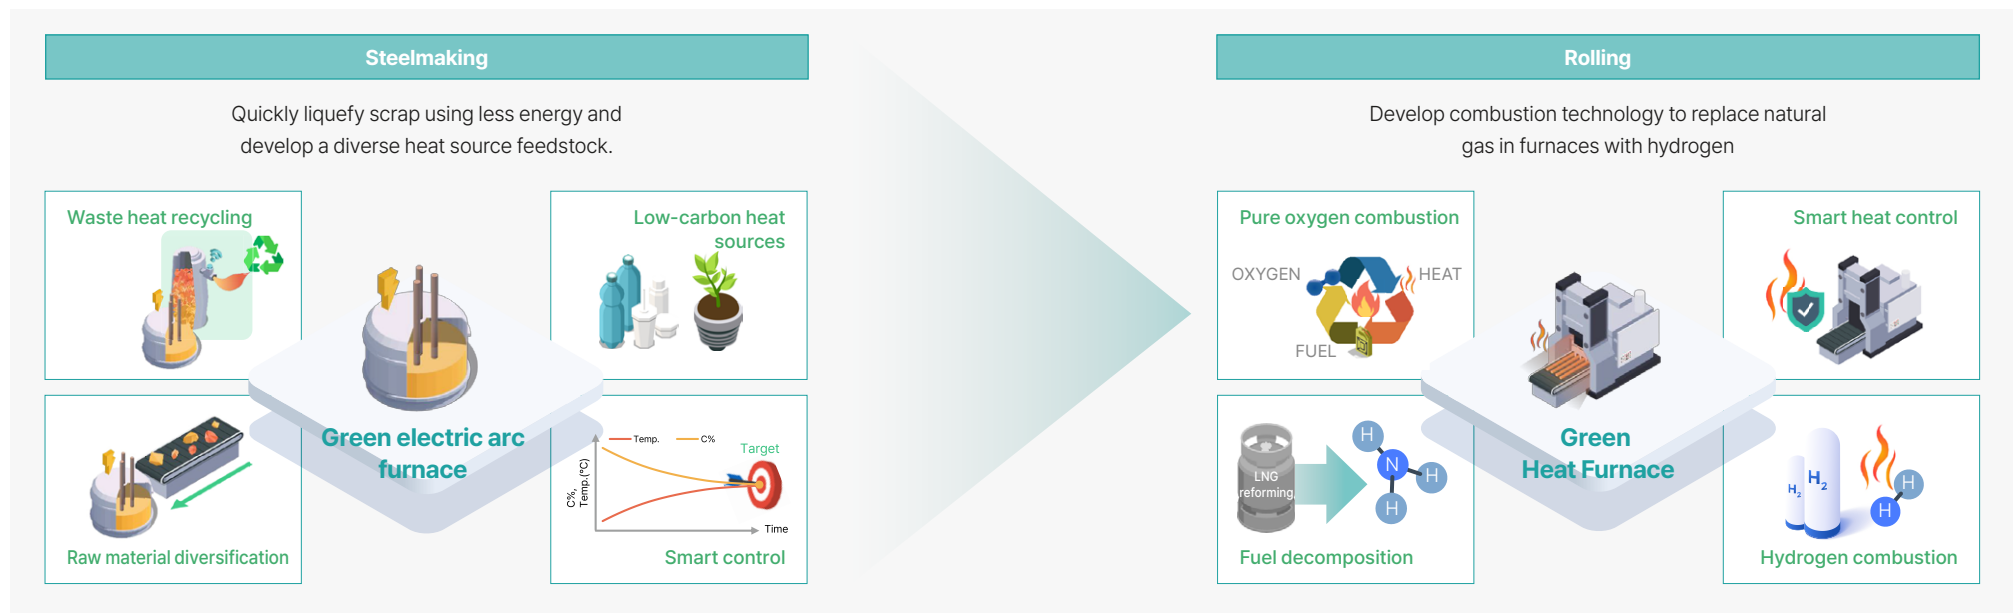 Steelmaking
Quickly liquefy scrap using less energy and
develop a diverse heat source feedstock.
Waste heat recycling
Low-carbon heat
sources
Green electric arc
furnace
Raw material diversification
Temp.
C%
Target
C%,
Temp.(°C)
Time
Smart control
Rolling
Develop combustion technology to replace natural
gas in furnaces with hydrogen
Pure oxygen combustion
OXYGEN
HEAT
FUEL
Smart heat control
Green
Heat Furnace
LNG
reforming
H
N
H
H
Fuel decomposition
H₂
H₂
H
H
Hydrogen combustion